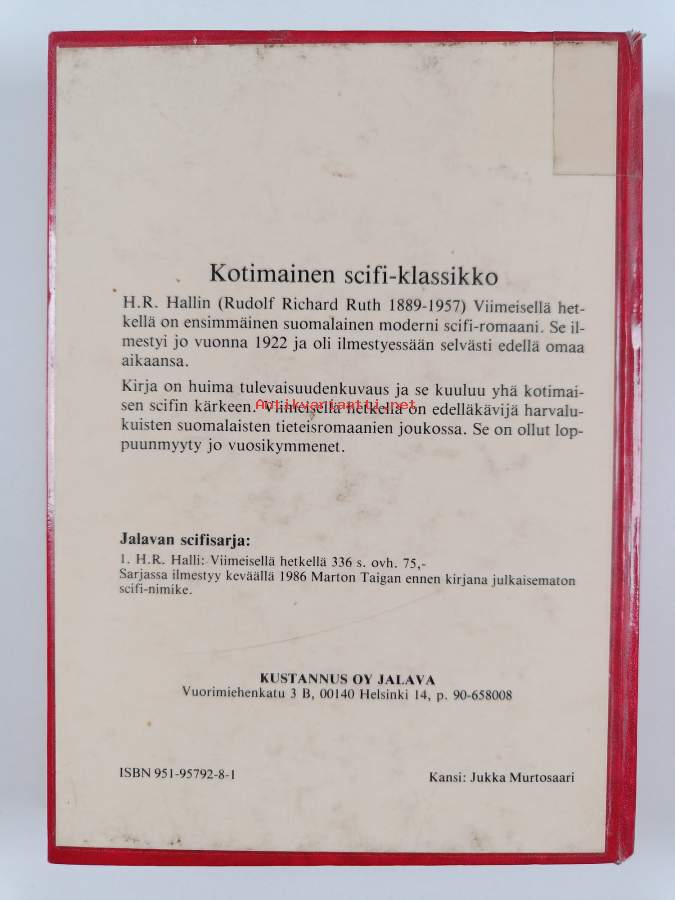 Kotimainen scifi-klassikko
H.R. Hallin (Rudolf Richard Ruth 1889-1957) Viimeisellä het-
kellä on ensimmäinen suomalainen moderni scifi-romaani. Se il-
mestyi jo vuonna 1922 ja oli ilmestyessään selvästi edellä omaa
aikaansa.
Kirja on huima tulevaisuudenkuvaus ja se kuuluu yhä kotimai-
sen scifin kärkeen. Viimeisellä hetkellä on edelläkävijä harvalu-
Antikvariaatti.net
kuisten suomalaisten tieteisromaanien joukossa. Se on ollut lop-
puunmyyty jo vuosikymmenet.
Jalavan scifisarja:
1. H.R. Halli: Viimeisellä hetkellä 336 s. ovh. 75,-
Sarjassa ilmestyy keväällä 1986 Marton Taigan ennen kirjana julkaisematon
scifi-nimike.
KUSTANNUS OY JALAVA
Vuorimiehenkatu 3 B, 00140 Helsinki 14, p. 90-658008
ISBN 951-95792-8-1
Kansi: Jukka Murtosaari